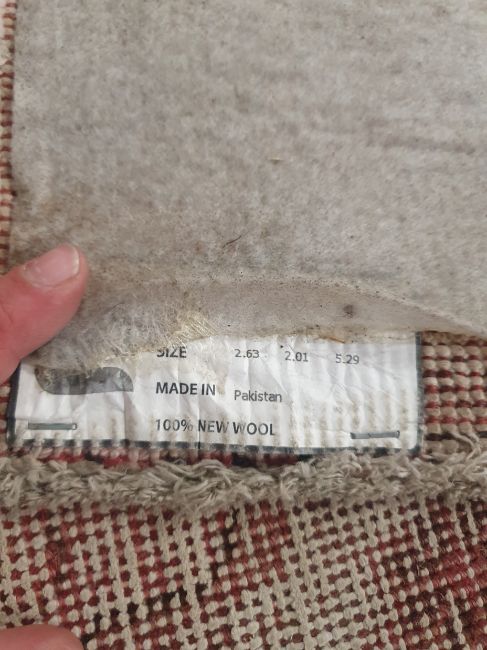 SIZE 2.63 2.01 5.29
MADE IN Pakistan
100% NEW WOOL